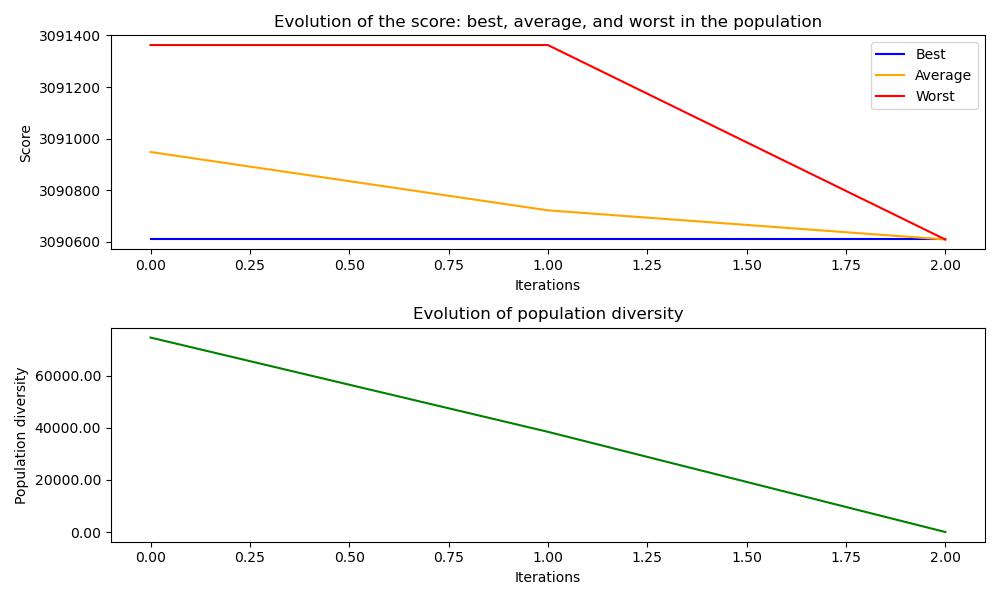 Evolution of the score: best, average, and worst in the population
3091400
3091200
3091000
3090800
3090600
Score
Best
Average
Worst
0.00 0.25 0.50 0.75 1.00 1.25 1.50 1.75 2.00
Iterations
Evolution of population diversity
60000.00
40000.00
20000.00
0.00
Population diversity
0.00 0.25 0.50 0.75 1.00 1.25 1.50 1.75 2.00
Iterations